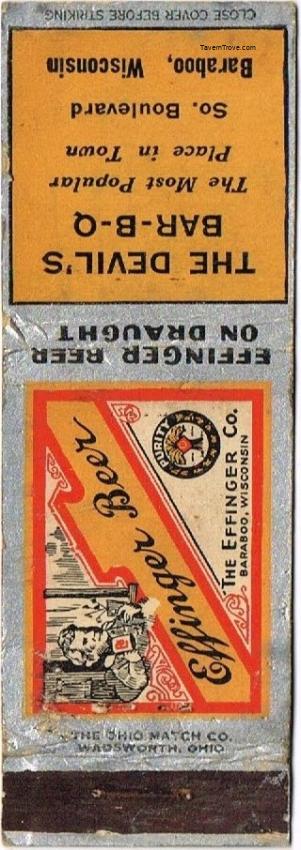 CLOSE COVER BEFORE STRIKING
TavernTrove.com
THE DEVIL'S
BAR-B-Q
The Most Popular
Place in Town
So. Boulevard
Baraboo, Wisconsin
EFFINGER BEER
ON DRAUGHT
Effinger Beer
PURITY
THE EFFINGER CO.
BARABOO, WISCONSIN
THE OHIO MATCH CO.
WADSWORTH, OHIO